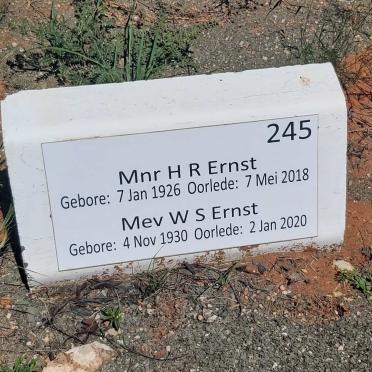 245
Mnr H R Ernst
Gebore: 7 Jan 1926 Oorlede: 7 Mei 2018
Mev W S Ernst
Gebore: 4 Nov 1930 Oorlede: 2 Jan 2020